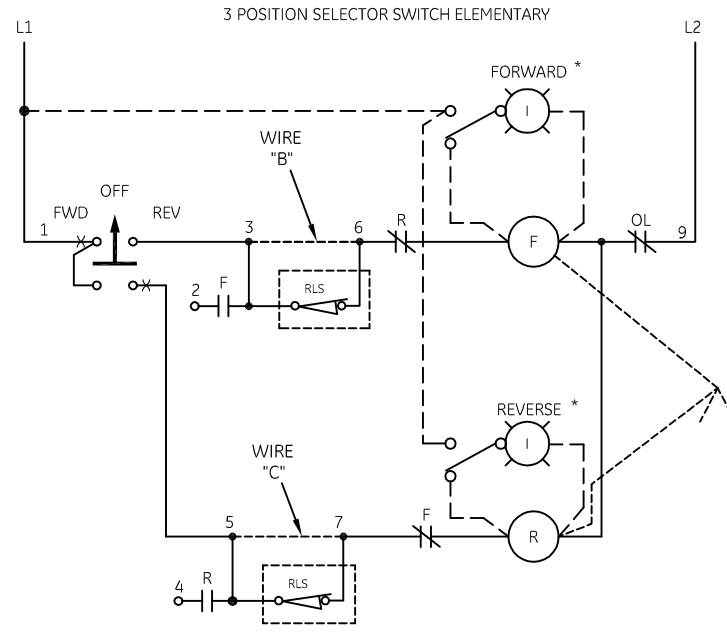 3 POSITION SELECTOR SWITCH ELEMENTARY
L1
L2
FORWARD *
I
WIRE
"B"
OFF
FWD
REV
1
X
3
6
R
F
OL
9
2
F
RLS
X
REVERSE *
I
WIRE
"C"
5
7
F
R
4
R
RLS